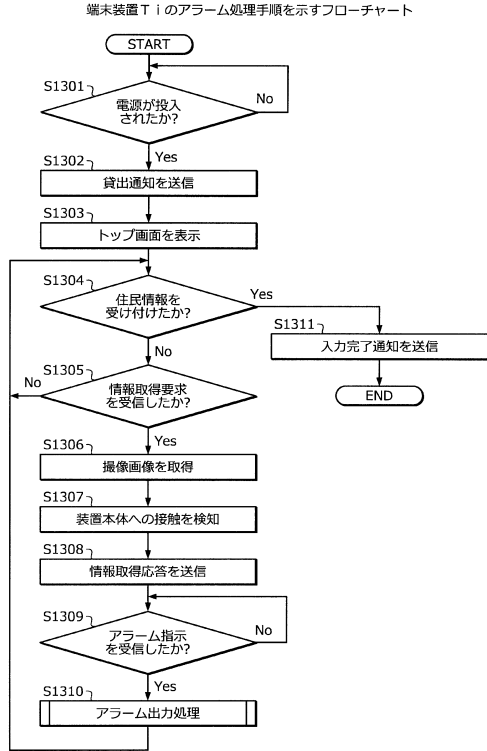 端末装置Ｔｉのアラーム処理手順を示すフローチャート
START
S1301
電源が投入
されたか?
No
Yes
S1302
貸出通知を送信
S1303
トップ画面を表示
S1304
住民情報を
受け付けたか?
Yes
No
S1311
入力完了通知を送信
END
S1305
情報取得要求
を受信したか?
No
Yes
S1306
撮像画像を取得
S1307
装置本体への接触を検知
S1308
情報取得応答を送信
S1309
アラーム指示
を受信したか?
No
Yes
S1310
アラーム出力処理